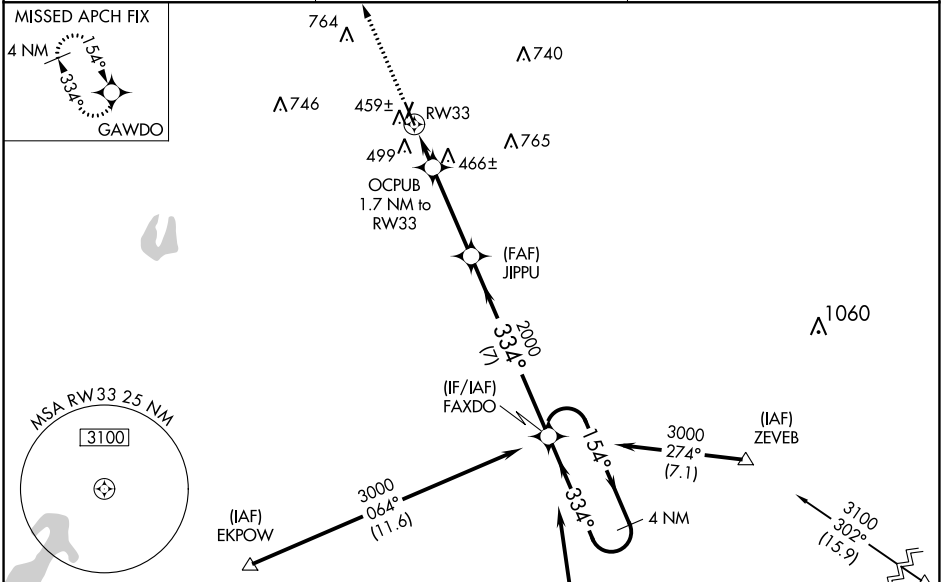 MISSED APCH FIX
4 NM
154°
334°
GAWDO
764
740
746
459±
RW33
499
466±
765
OCPUB
1.7 NM to
RW33
(FAF)
JIPPU
2000
334°
(7)
1060
(IF/IAF)
FAXDO
154°
334°
4 NM
3000
274°
(7.1)
(IAF)
ZEVEB
MSA RW33 25 NM
3100
3000
064°
(11.6)
(IAF)
EKPOW
3100
302°
(15.9)